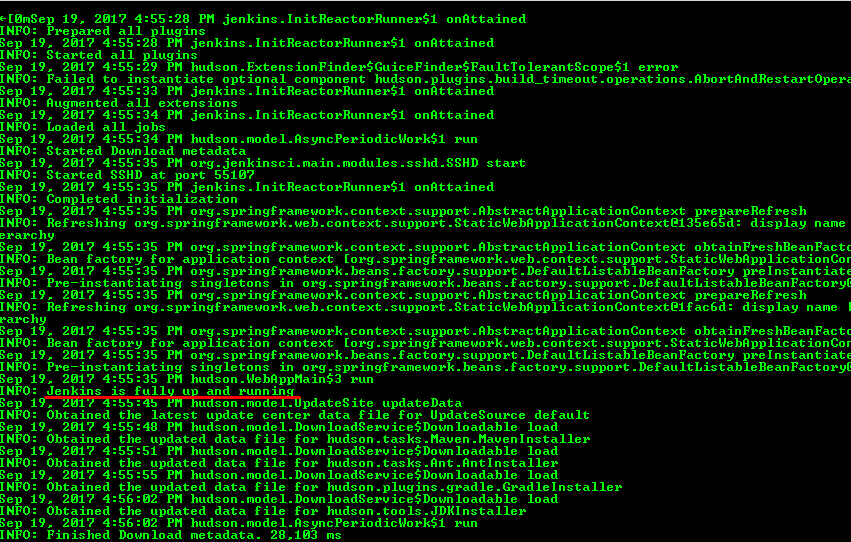 ←[0mSep 19, 2017 4:55:28 PM jenkins.InitReactorRunner$1 onAttained
INFO: Prepared all plugins
Sep 19, 2017 4:55:28 PM jenkins.InitReactorRunner$1 onAttained
INFO: Started all plugins
Sep 19, 2017 4:55:29 PM hudson.ExtensionFinder$GuiceFinder$FaultTolerantScope$1 error
INFO: Failed to instantiate optional component hudson.plugins.build_timeout.operations.AbortAndRestartOpera
Sep 19, 2017 4:55:33 PM jenkins.InitReactorRunner$1 onAttained
INFO: Augmented all extensions
Sep 19, 2017 4:55:34 PM jenkins.InitReactorRunner$1 onAttained
INFO: Loaded all jobs
Sep 19, 2017 4:55:34 PM hudson.model.AsyncPeriodicWork$1 run
INFO: Started Download metadata
Sep 19, 2017 4:55:35 PM org.jenkinsci.main.modules.sshd.SSHD start
INFO: Started SSHD at port 55107
Sep 19, 2017 4:55:35 PM jenkins.InitReactorRunner$1 onAttained
INFO: Completed initialization
Sep 19, 2017 4:55:35 PM org.springframework.context.support.AbstractApplicationContext prepareRefresh
INFO: Refreshing org.springframework.web.context.support.StaticWebApplicationContext@135e65d: display name
erarchy
Sep 19, 2017 4:55:35 PM org.springframework.context.support.AbstractApplicationContext obtainFreshBeanFacto
INFO: Bean factory for application context [org.springframework.web.context.support.StaticWebApplicationCon
Sep 19, 2017 4:55:35 PM org.springframework.beans.factory.support.DefaultListableBeanFactory preInstantiate
INFO: Pre-instantiating singletons in org.springframework.beans.factory.support.DefaultListableBeanFactory@
Sep 19, 2017 4:55:35 PM org.springframework.context.support.AbstractApplicationContext prepareRefresh
INFO: Refreshing org.springframework.web.context.support.StaticWebApplicationContext@1fac6d: display name
erarchy
Sep 19, 2017 4:55:35 PM org.springframework.context.support.AbstractApplicationContext obtainFreshBeanFacto
INFO: Bean factory for application context [org.springframework.web.context.support.StaticWebApplicationCon
Sep 19, 2017 4:55:35 PM org.springframework.beans.factory.support.DefaultListableBeanFactory preInstantiate
INFO: Pre-instantiating singletons in org.springframework.beans.factory.support.DefaultListableBeanFactory@
Sep 19, 2017 4:55:35 PM hudson.WebAppMain$3 run
INFO: Jenkins is fully up and running
Sep 19, 2017 4:55:45 PM hudson.model.UpdateSite updateData
INFO: Obtained the latest update center data file for UpdateSource default
Sep 19, 2017 4:55:48 PM hudson.model.DownloadService$Downloadable load
INFO: Obtained the updated data file for hudson.tasks.Maven.MavenInstaller
Sep 19, 2017 4:55:51 PM hudson.model.DownloadService$Downloadable load
INFO: Obtained the updated data file for hudson.tasks.Ant.AntInstaller
Sep 19, 2017 4:55:55 PM hudson.model.DownloadService$Downloadable load
INFO: Obtained the updated data file for hudson.plugins.gradle.GradleInstaller
Sep 19, 2017 4:56:02 PM hudson.model.DownloadService$Downloadable load
INFO: Obtained the updated data file for hudson.tools.JDKInstaller
Sep 19, 2017 4:56:02 PM hudson.model.AsyncPeriodicWork$1 run
INFO: Finished Download metadata. 28,103 ms